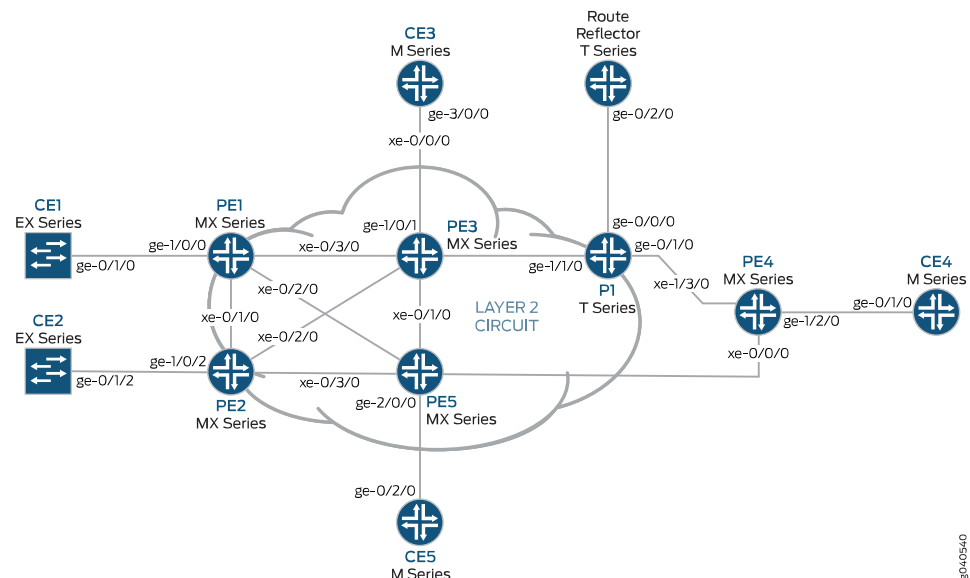 CE3
M Series
Route
Reflector
T Series
ge-3/0/0
ge-0/2/0
xe-0/0/0
CE1
EX Series
PE1
MX Series
ge-1/0/1
PE3
MX Series
ge-0/0/0
ge-1/0/0
xe-0/3/0
ge-0/1/0
ge-0/1/0
ge-1/1/0
P1
T Series
xe-1/3/0
PE4
MX Series
CE4
M Series
xe-0/2/0
xe-0/1/0
xe-0/2/0
xe-0/1/0
LAYER 2
CIRCUIT
ge-0/1/0
ge-1/2/0
CE2
EX Series
ge-1/0/2
ge-0/1/2
xe-0/0/0
xe-0/3/0
ge-2/0/0
PE2
MX Series
PE5
MX Series
ge-0/2/0
CE5
M Series
g040540